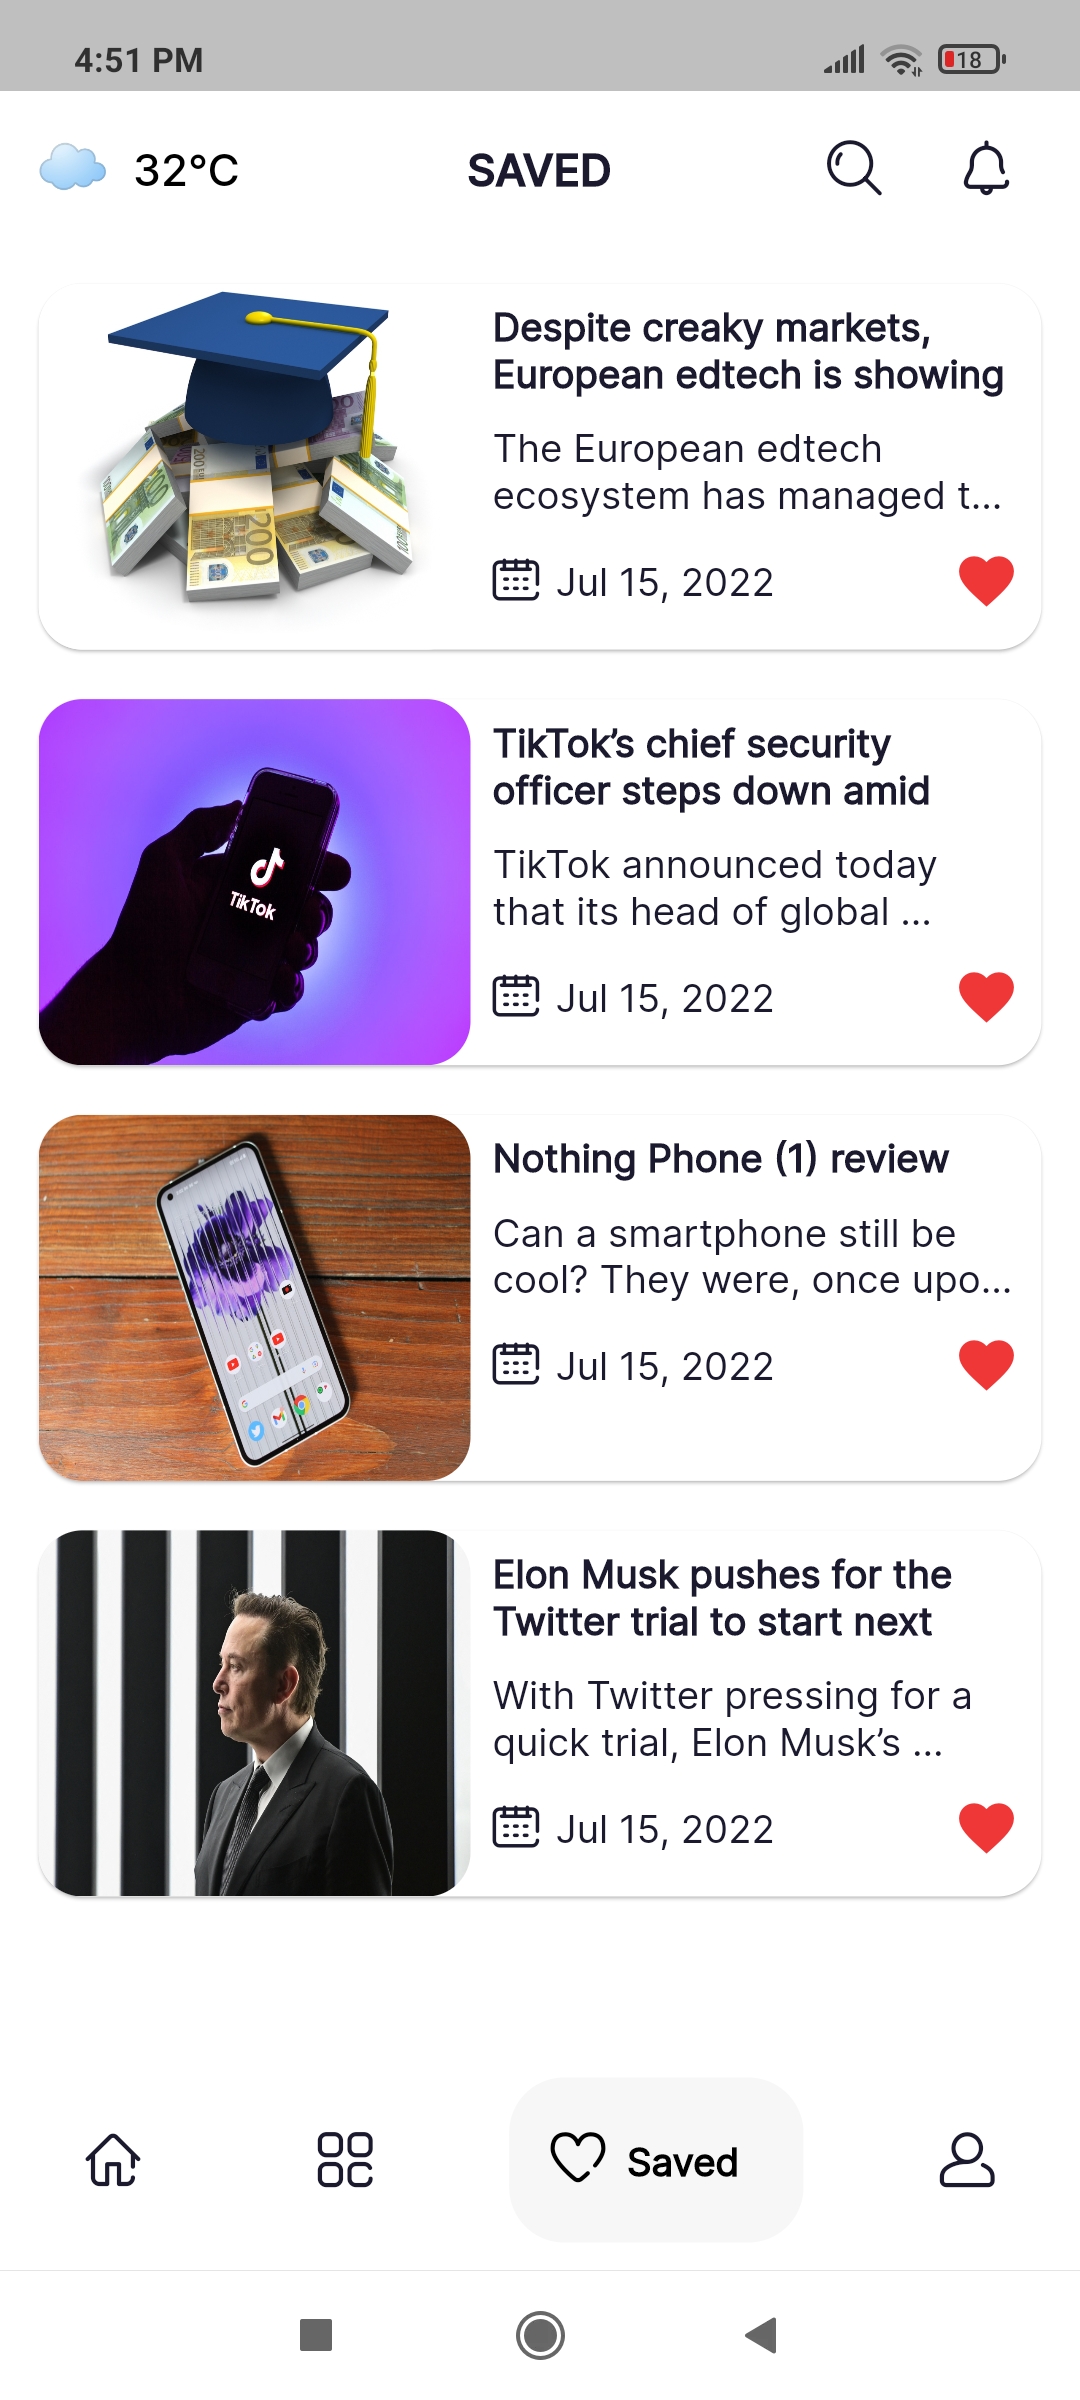 4:51 PM
18
32°C
SAVED
Despite creaky markets,
European edtech is showing
The European edtech
ecosystem has managed t...
Jul 15, 2022
200
200
TikTok’s chief security
officer steps down amid
TikTok announced today
that its head of global ...
Jul 15, 2022
TikTok
Nothing Phone (1) review
Can a smartphone still be
cool? They were, once upo...
Jul 15, 2022
Elon Musk pushes for the
Twitter trial to start next
With Twitter pressing for a
quick trial, Elon Musk’s ...
Jul 15, 2022
Saved